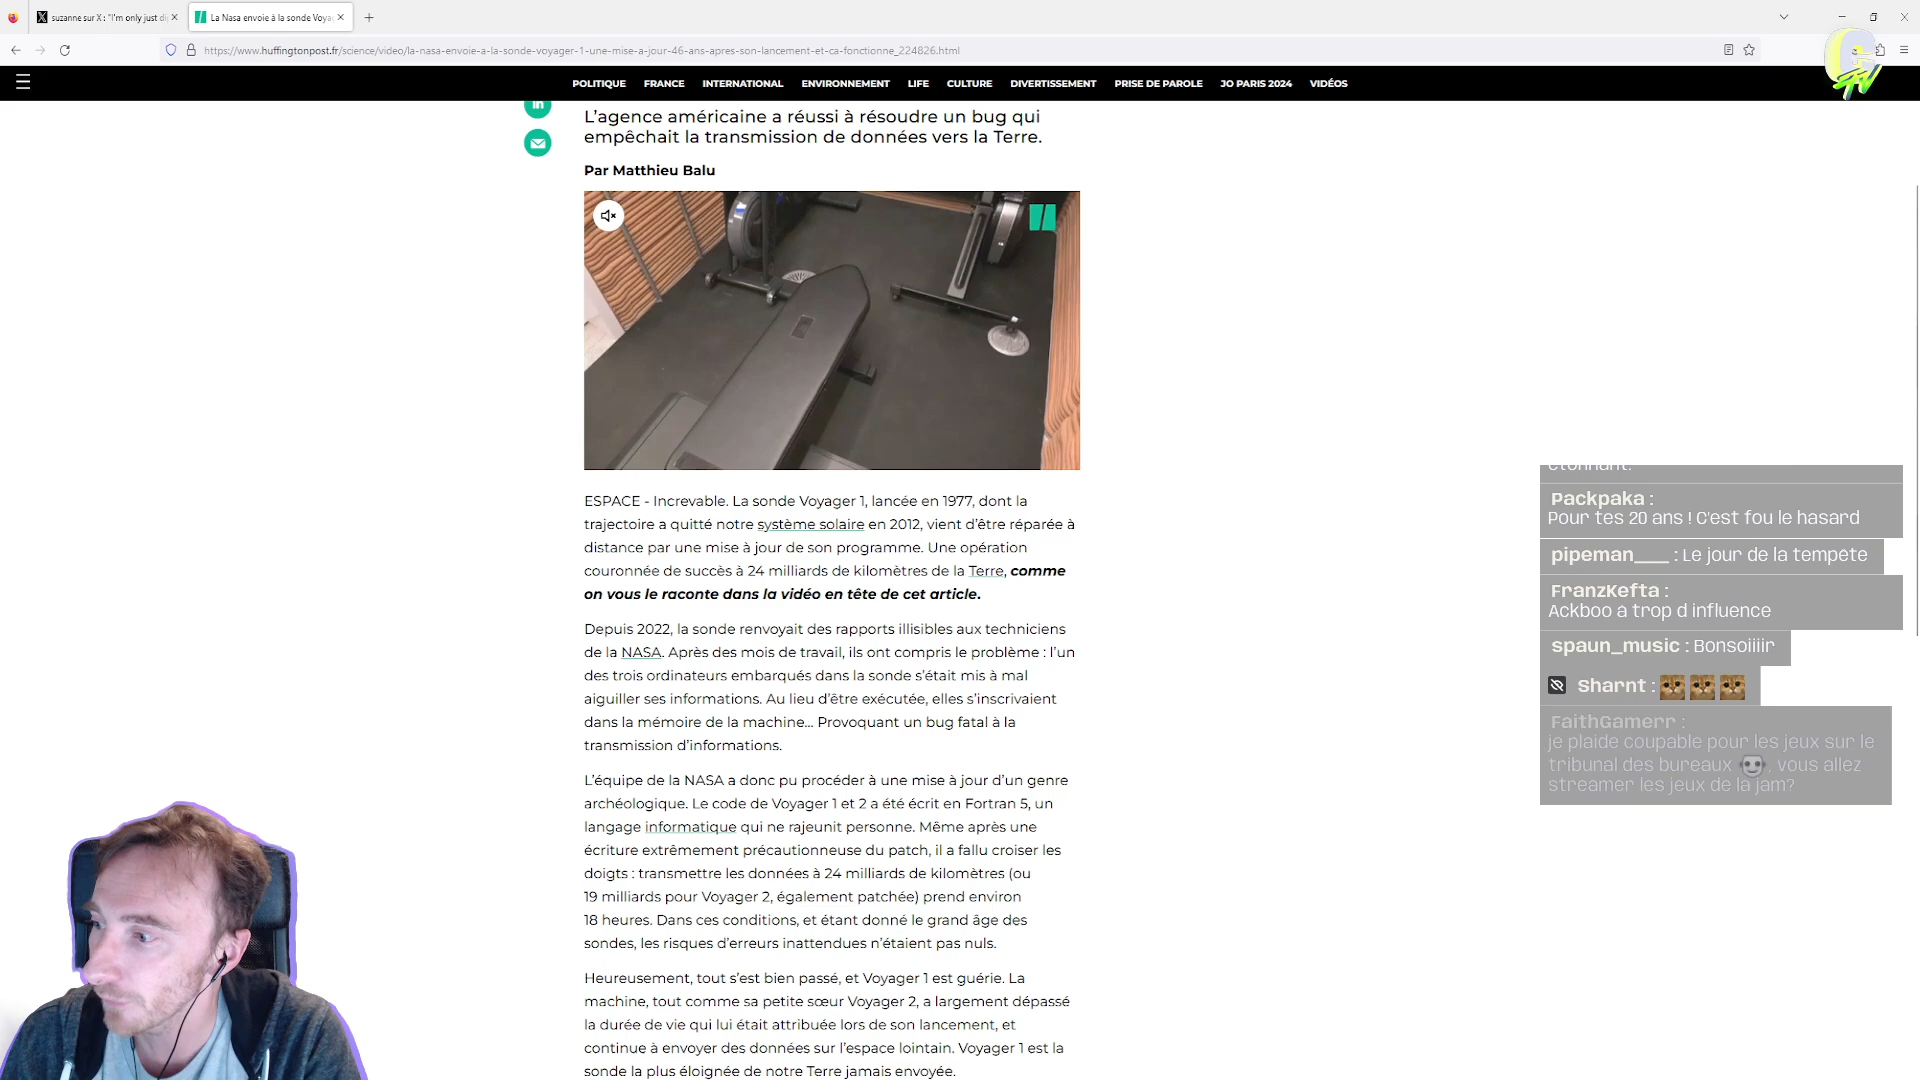 suzanne sur X : "I'm only just di
La Nasa envoie à la sonde Voya
https://www.huffingtonpost.fr/science/video/la-nasa-envoie-a-la-sonde-voyager-1-une-mise-a-jour-46-ans-apres-son-lancement-et-ca-fonctionne_224826.html
POLITIQUE FRANCE INTERNATIONAL ENVIRONNEMENT LIFE CULTURE DIVERTISSEMENT PRISE DE PAROLE JO PARIS 2024 VIDÉOS
in
L’agence américaine a réussi à résoudre un bug qui
empêchait la transmission de données vers la Terre.
Par Matthieu Balu
ESPACE - Increvable. La sonde Voyager 1, lancée en 1977, dont la
trajectoire a quitté notre système solaire en 2012, vient d’être réparée à
distance par une mise à jour de son programme. Une opération
couronnée de succès à 24 milliards de kilomètres de la Terre, comme
on vous le raconte dans la vidéo en tête de cet article.
Depuis 2022, la sonde renvoyait des rapports illisibles aux techniciens
de la NASA. Après des mois de travail, ils ont compris le problème : l’un
des trois ordinateurs embarqués dans la sonde s’était mis à mal
aiguiller ses informations. Au lieu d’être exécutée, elles s’inscrivaient
dans la mémoire de la machine... Provoquant un bug fatal à la
transmission d’informations.
L’équipe de la NASA a donc pu procéder à une mise à jour d’un genre
archéologique. Le code de Voyager 1 et 2 a été écrit en Fortran 5, un
langage informatique qui ne rajeunit personne. Même après une
écriture extrêmement précautionneuse du patch, il a fallu croiser les
doigts : transmettre les données à 24 milliards de kilomètres (ou
19 milliards pour Voyager 2, également patchée) prend environ
18 heures. Dans ces conditions, et étant donné le grand âge des
sondes, les risques d’erreurs inattendues n’étaient pas nuls.
Heureusement, tout s’est bien passé, et Voyager 1 est guérie. La
machine, tout comme sa petite sœur Voyager 2, a largement dépassé
la durée de vie qui lui était attribuée lors de son lancement, et
continue à envoyer des données sur l’espace lointain. Voyager 1 est la
sonde la plus éloignée de notre Terre jamais envoyée.
G TV
Packpaka :
Pour tes 20 ans ! C'est fou le hasard
pipeman____ : Le jour de la tempête
FranzKefta :
Ackboo à trop d influence
spaun_music : Bonsoiiiir
Sharnt :
FaithGamerr :
je plaide coupable pour les jeux sur le
tribunal des bureaux , vous allez
streamer les jeux de la jam?